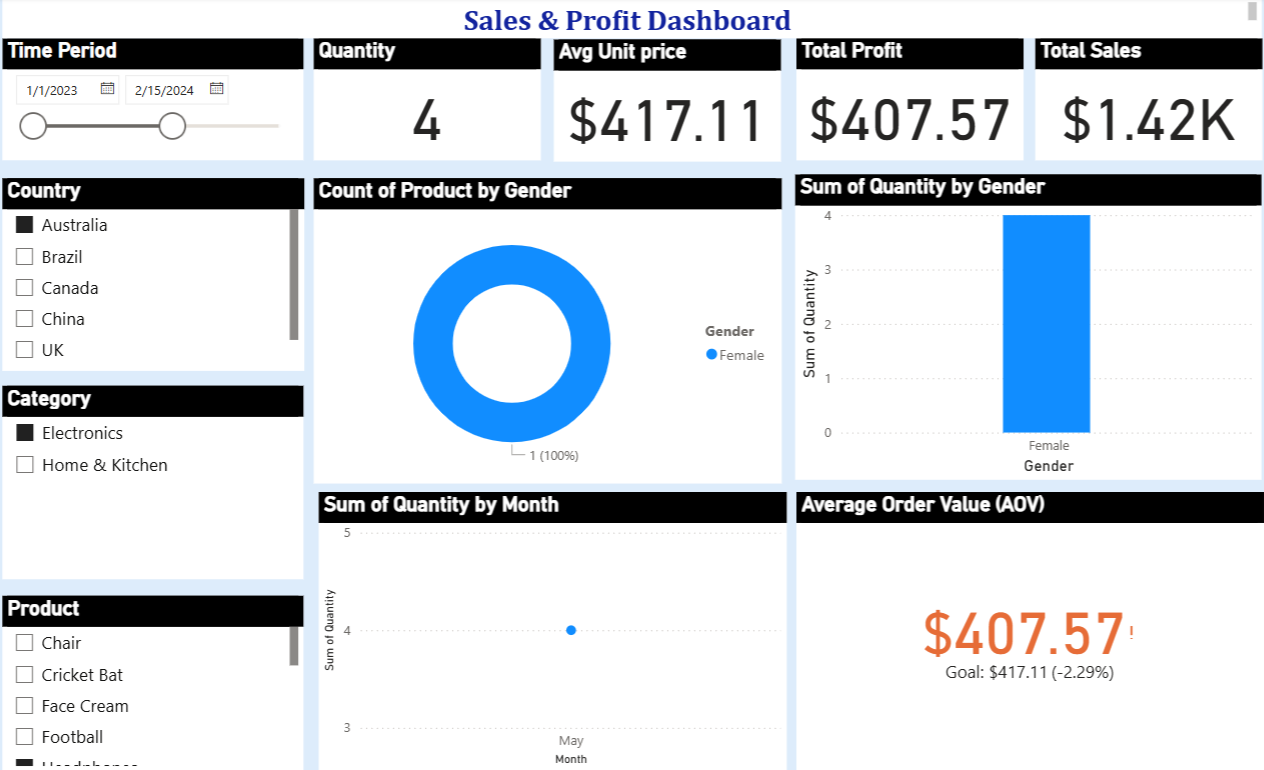 Sales & Profit Dashboard
Time Period
1/1/2023
2/15/2024
Quantity
4
Avg Unit price
$417.11
Total Profit
$407.57
Total Sales
$1.42K
Country
Australia
Brazil
Canada
China
UK
Category
Electronics
Home & Kitchen
Product
Chair
Cricket Bat
Face Cream
Football
Headphones
Count of Product by Gender
Gender
Female
1 (100%)
Sum of Quantity by Gender
Sum of Quantity
4
3
2
1
0
Female
Gender
Sum of Quantity by Month
Sum of Quantity
5
4
3
May
Month
Average Order Value (AOV)
$407.57!
Goal: $417.11 (-2.29%)